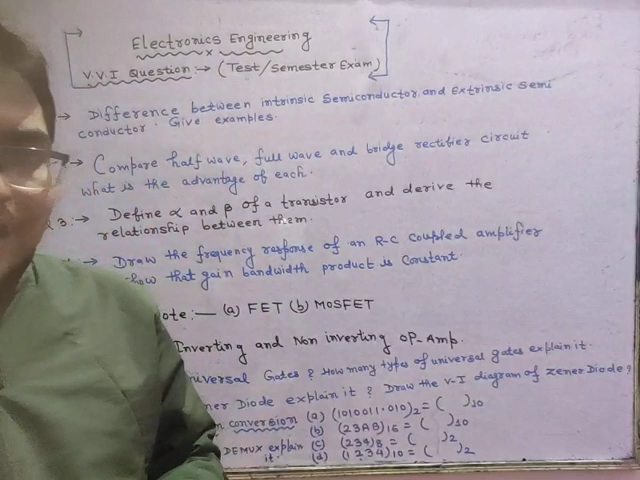 Electronics Engineering
x
V.V.I Question:→ (Test/Semester Exam)
→ Difference between intrinsic Semiconductor and Extrinsic Semi
conductor. Give examples.
→ Compare half wave, full wave and bridge rectifier circuit
what is the advantage of each.
3:→ Define α and β of a transistor and derive the
relationship between them.
→ Draw the frequency response of an R-C coupled amplifier
how that gain bandwidth product is constant.
ote:— (a) FET (b) MOSFET
Inverting and Non inverting OP-Amp.
niversal Gates? How many types of universal gates explain it.
ner Diode explain it? Draw the V-I diagram of zener Diode?
n conversion (a) (1010011.010)₂ = ( )₁₀
(b) (23AB)₁₆ = ( )₁₀
DEMUX explain it. (c) (234)₈ = ( )₂
(d) (1234)₁₀ = ( )₂